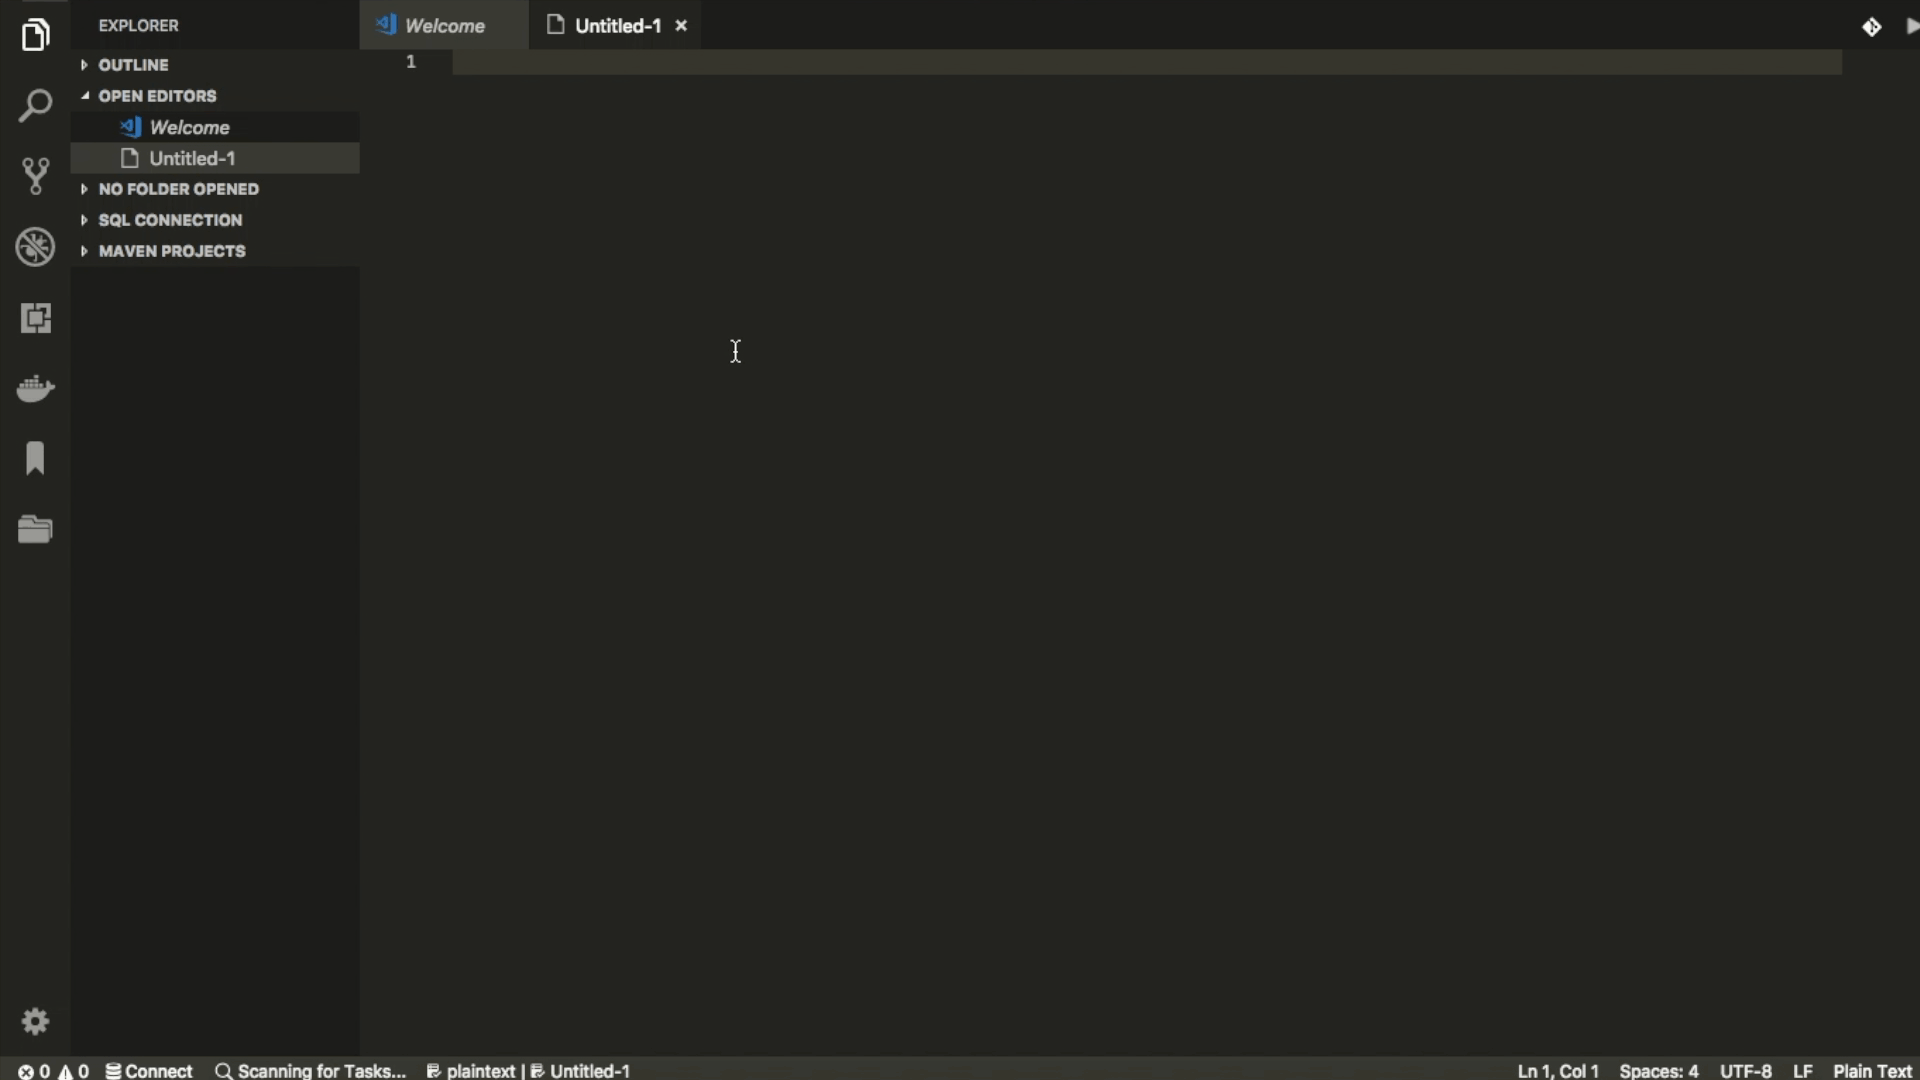 EXPLORER
Welcome
Untitled-1
OUTLINE
OPEN EDITORS
Welcome
Untitled-1
NO FOLDER OPENED
SQL CONNECTION
MAVEN PROJECTS
1
0 0 Connect Scanning for Tasks... plaintext | Untitled-1
Ln 1, Col 1 Spaces: 4 UTF-8 LF Plain Text